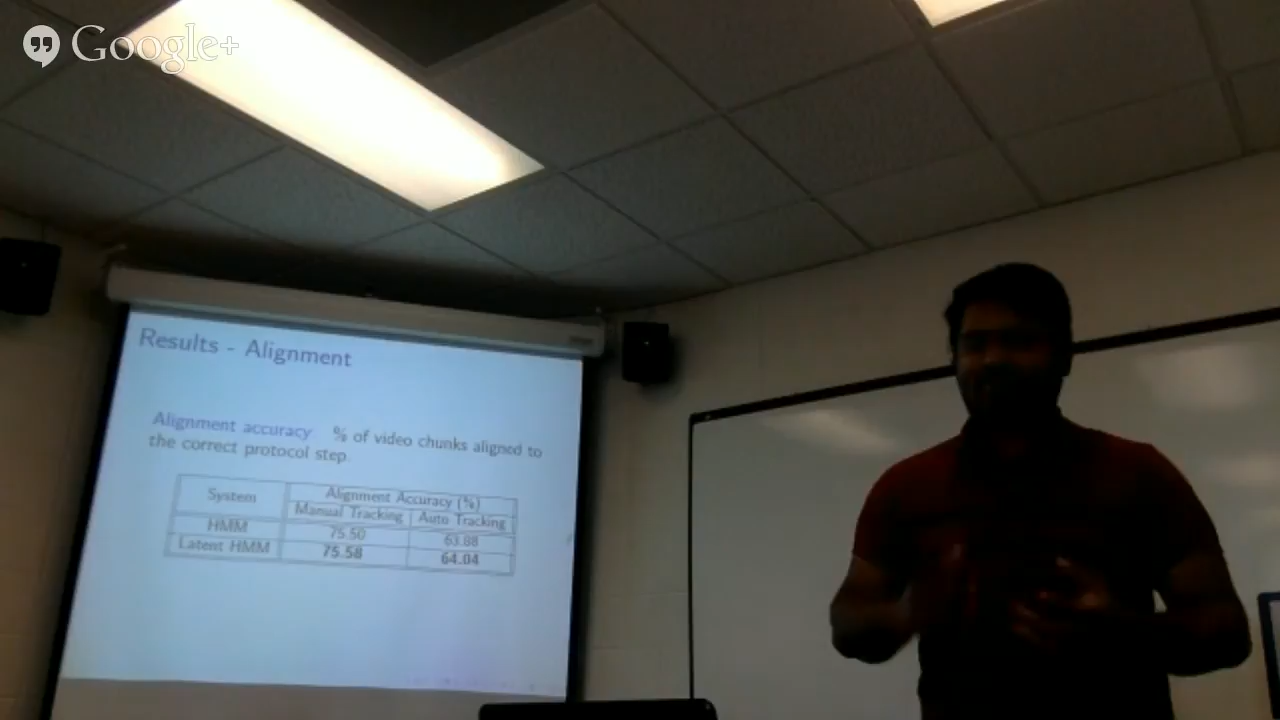 Google+
Results - Alignment
Alignment accuracy % of video chunks aligned to
the correct protocol step
System Alignment Accuracy (%)
Manual Tracking Auto Tracking
HMM 75.50 63.88
Latent HMM 75.58 64.04